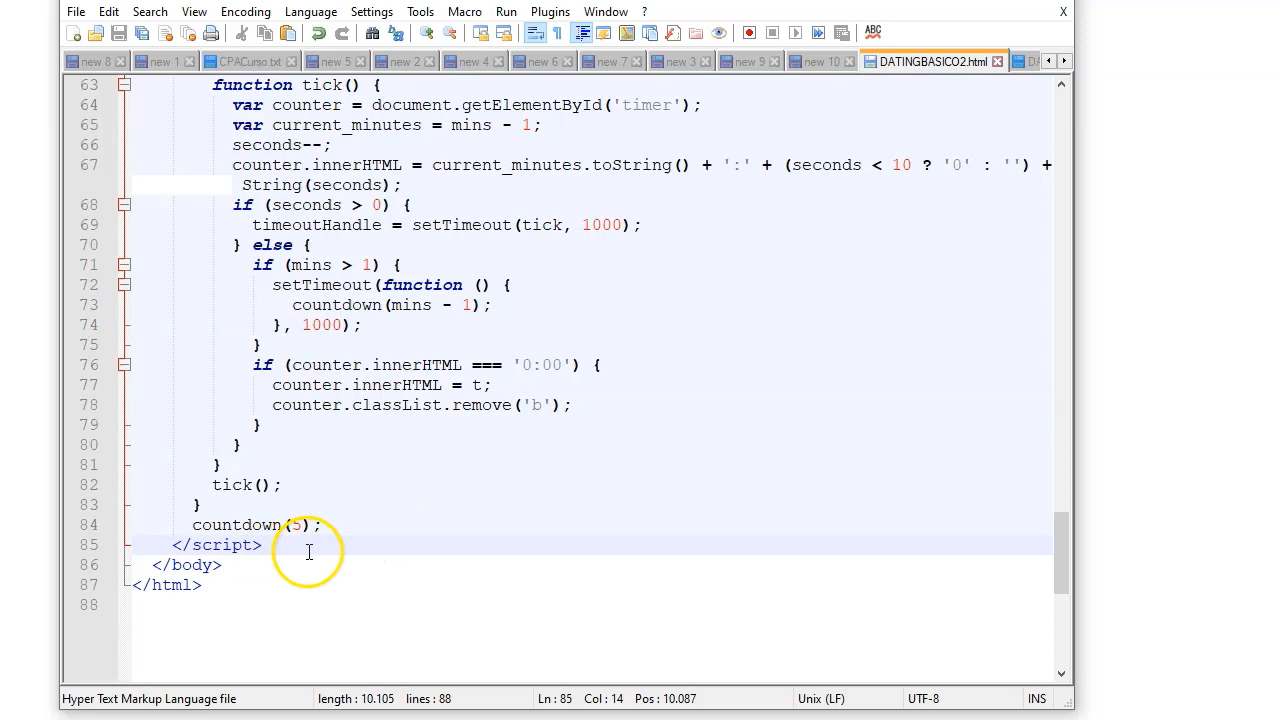 File Edit Search View Encoding Language Settings Tools Macro Run Plugins Window ? X
ABC
new 8 new 1 CPACurso.txt new 5 new 2 new 4 new 6 new 7 new 3 new 9 new 10 DATINGBASICO2.html
63 function tick() {
64 var counter = document.getElementById('timer');
65 var current_minutes = mins - 1;
66 seconds--;
67 counter.innerHTML = current_minutes.toString() + ':' + (seconds < 10 ? '0' : '') +
String(seconds);
68 if (seconds > 0) {
69 timeoutHandle = setTimeout(tick, 1000);
70 } else {
71 if (mins > 1) {
72 setTimeout(function () {
73 countdown(mins - 1);
74 }, 1000);
75 }
76 if (counter.innerHTML === '0:00') {
77 counter.innerHTML = t;
78 counter.classList.remove('b');
79 }
80 }
81 }
82 tick();
83 }
84 countdown(5);
85 </script>
86 </body>
87 </html>
88
Hyper Text Markup Language file length : 10.105 lines : 88 Ln : 85 Col : 14 Pos : 10.087 Unix (LF) UTF-8 INS